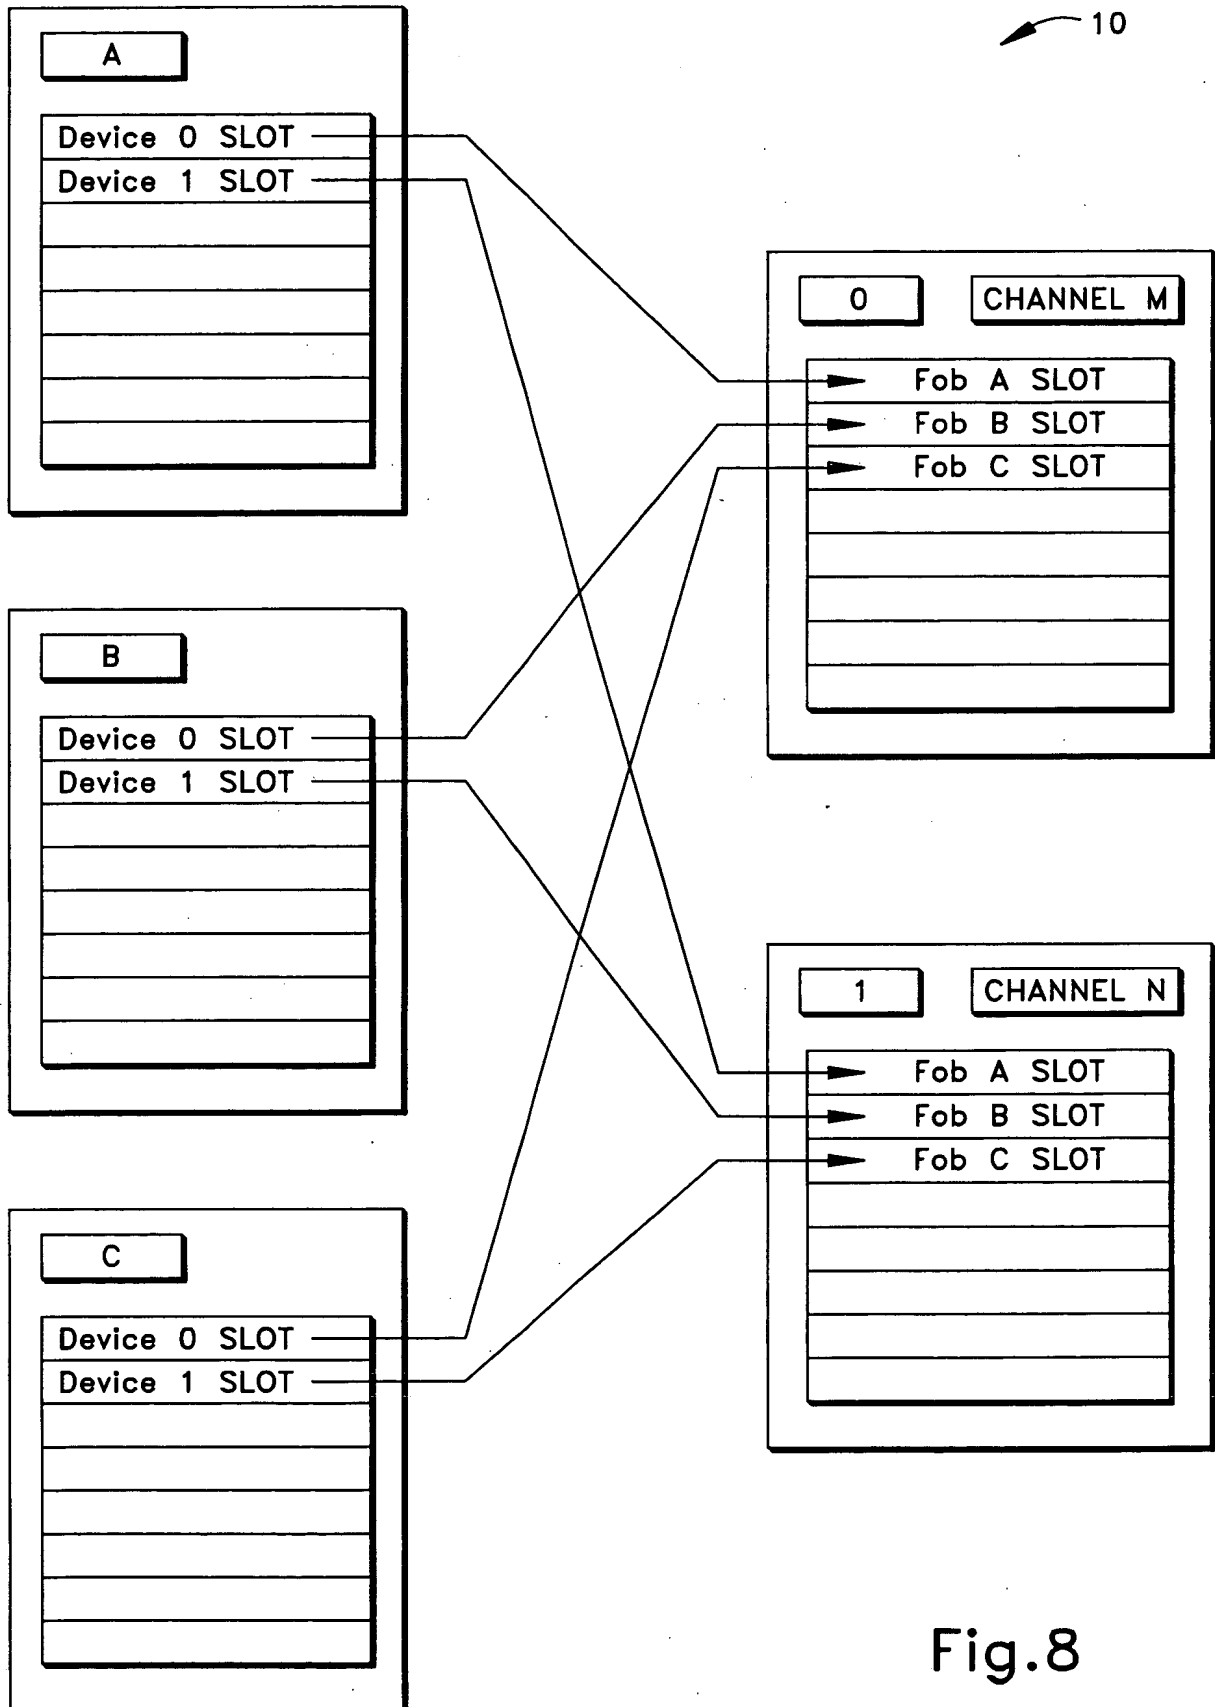 10
A
Device 0 SLOT
Device 1 SLOT
0
CHANNEL M
Fob A SLOT
Fob B SLOT
Fob C SLOT
B
Device 0 SLOT
Device 1 SLOT
1
CHANNEL N
Fob A SLOT
Fob B SLOT
Fob C SLOT
C
Device 0 SLOT
Device 1 SLOT
Fig.8